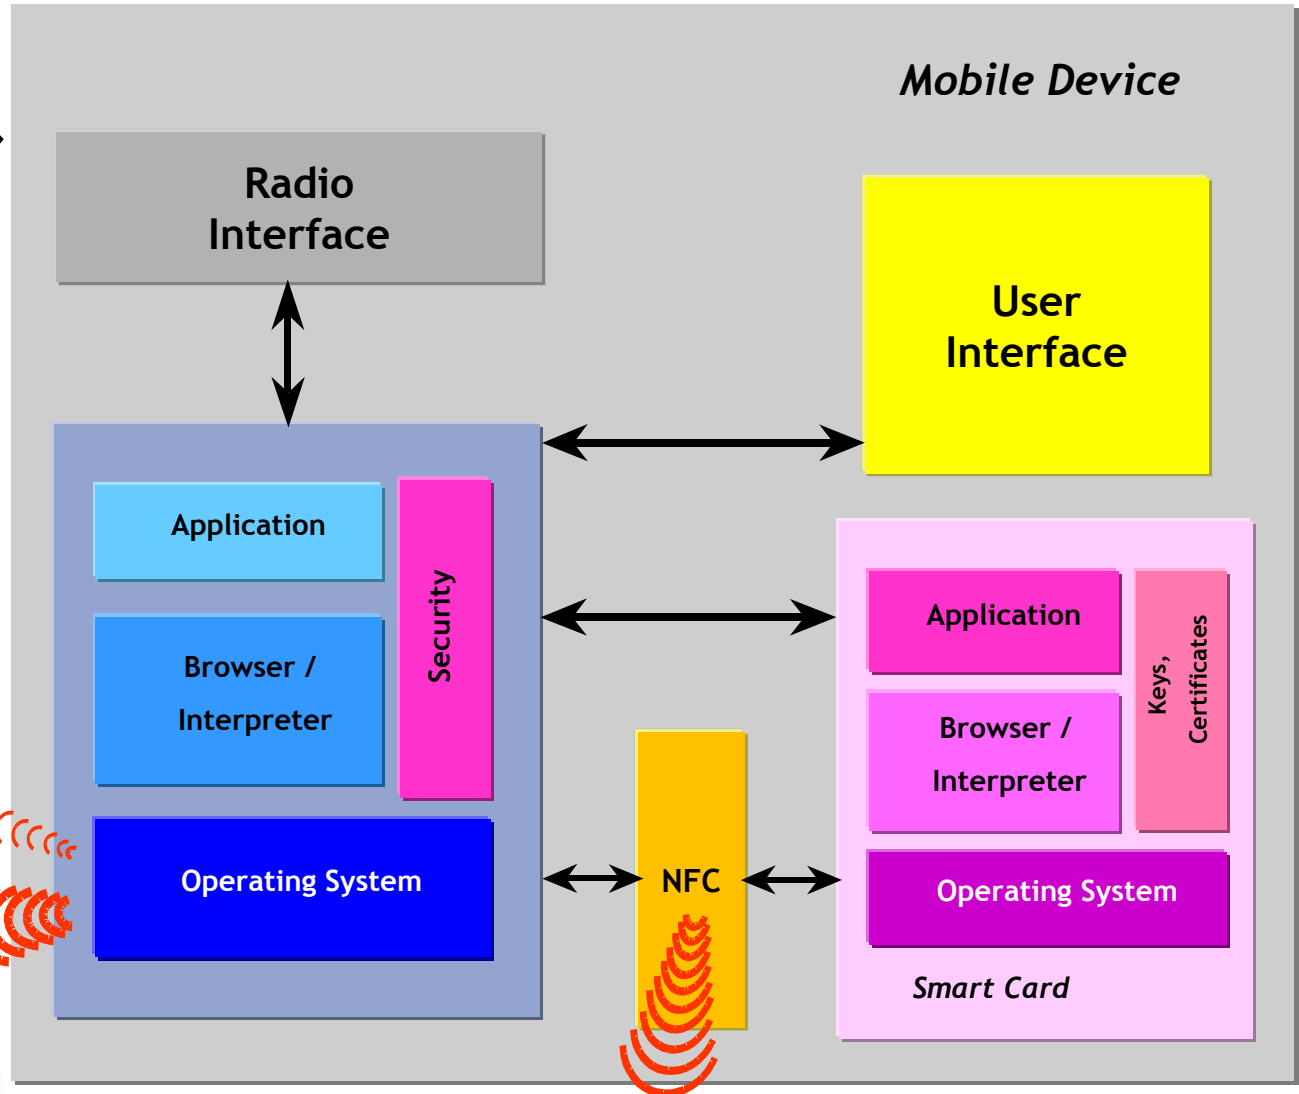 Mobile Device
Radio
Interface
User
Interface
Application
Security
Browser /
Interpreter
Operating System
NFC
Application
Keys,
Certificates
Browser /
Interpreter
Operating System
Smart Card